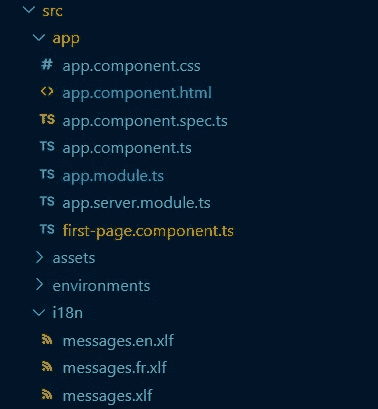 src
app
# app.component.css
<> app.component.html
TS app.component.spec.ts
TS app.component.ts
TS app.module.ts
TS app.server.module.ts
TS first-page.component.ts
assets
environments
i18n
messages.en.xlf
messages.fr.xlf
messages.xlf